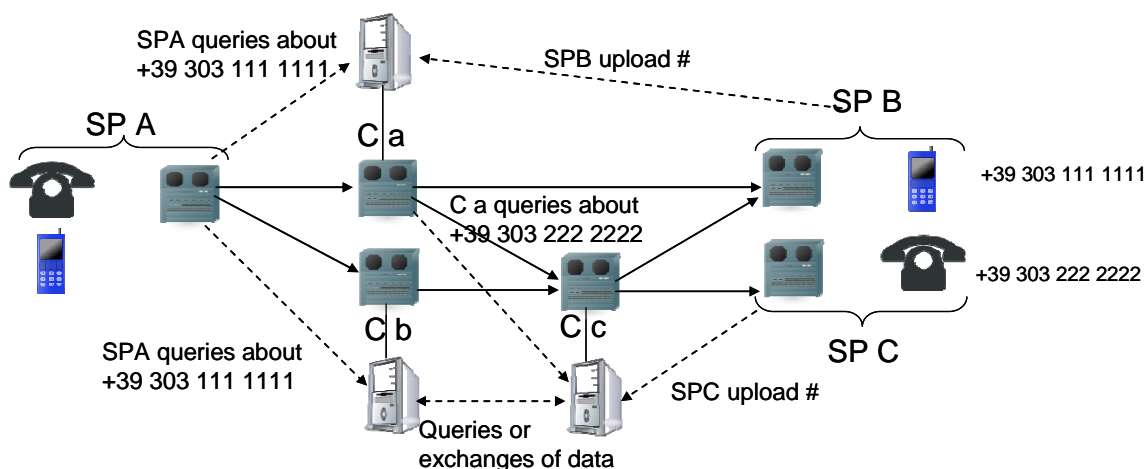 SPA queries about
+39 303 111 1111
SPB upload #
SP A
SP B
C a
+39 303 111 1111
C a queries about
+39 303 222 2222
+39 303 222 2222
C b
C c
SP C
SPA queries about
+39 303 111 1111
SPC upload #
Queries or
exchanges of data